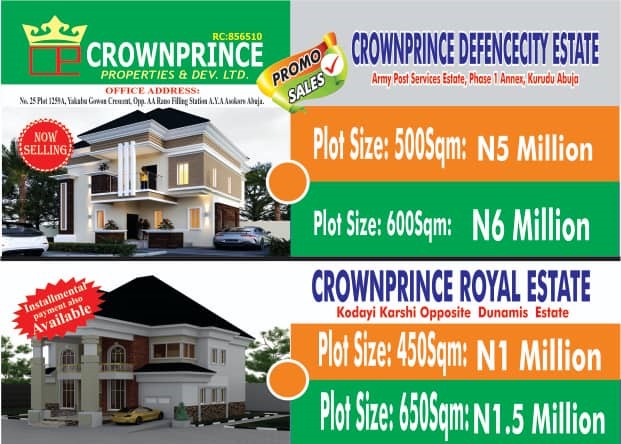 RC:856510
CP CROWNPRINCE
PROPERTIES & DEV. LTD.
OFFICE ADDRESS:
No. 25 Plot 1259A, Yakubu Gowon Crescent, Opp. AA Rano Filling Station A.Y.A Asokoro Abuja.
NOW
SELLING
PROMO
SALES
CROWNPRINCE DEFENCECITY ESTATE
Army Post Services Estate, Phase 1 Annex, Kurudu Abuja
Plot Size: 500Sqm: N5 Million
Plot Size: 600Sqm: N6 Million
Installmental
payment also
Available
CROWNPRINCE ROYAL ESTATE
Kodayi Karshi Opposite Dunamis Estate
Plot Size: 450Sqm: N1 Million
Plot Size: 650Sqm: N1.5 Million